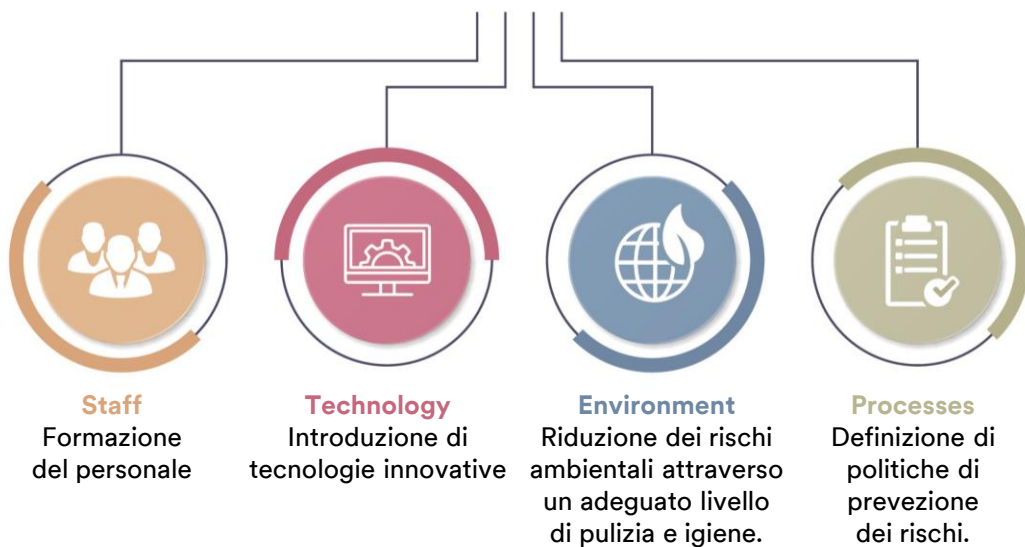 Staff
Formazione
del personale
Technology
Introduzione di
tecnologie innovative
Environment
Riduzione dei rischi
ambientali attraverso
un adeguato livello
di pulizia e igiene.
Processes
Definizione di
politiche di
prevezione
dei rischi.